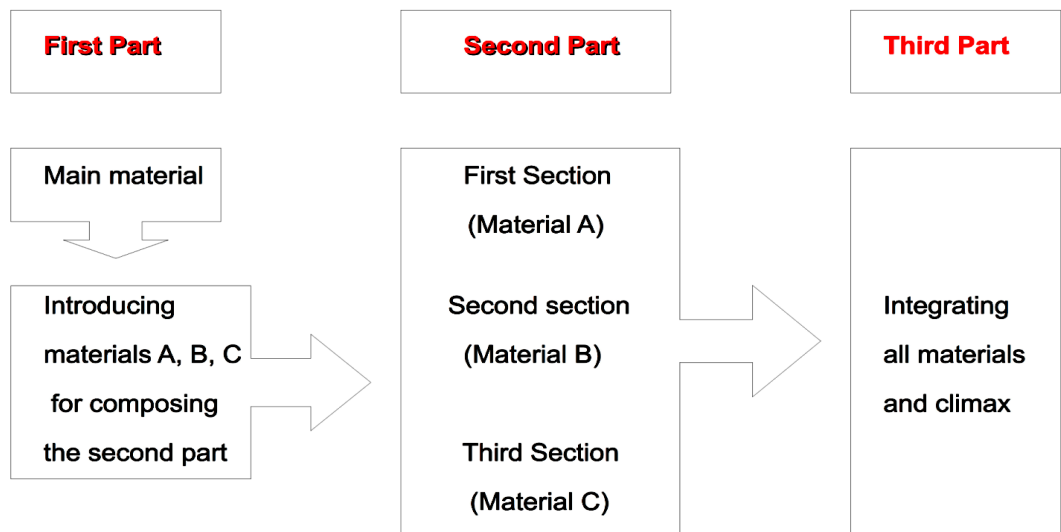 First Part
Second Part
Third Part
Main material
Introducing
materials A, B, C
for composing
the second part
First Section
(Material A)
Second section
(Material B)
Third Section
(Material C)
Integrating
all materials
and climax